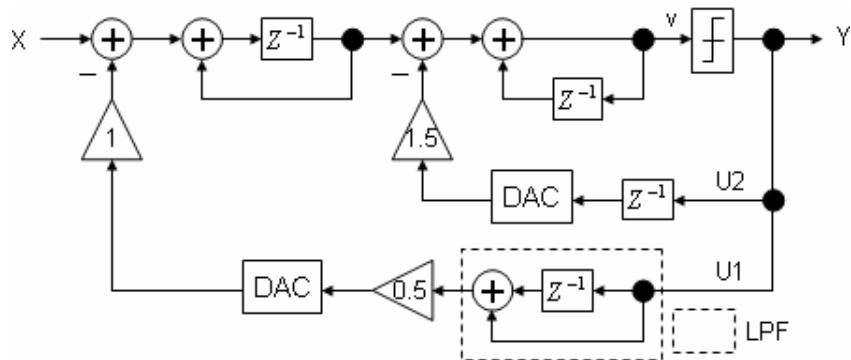 X
+
+
Z⁻¹
+
+
v
Y
−
−
Z⁻¹
1
1.5
DAC
Z⁻¹
U2
DAC
0.5
+
Z⁻¹
U1
LPF